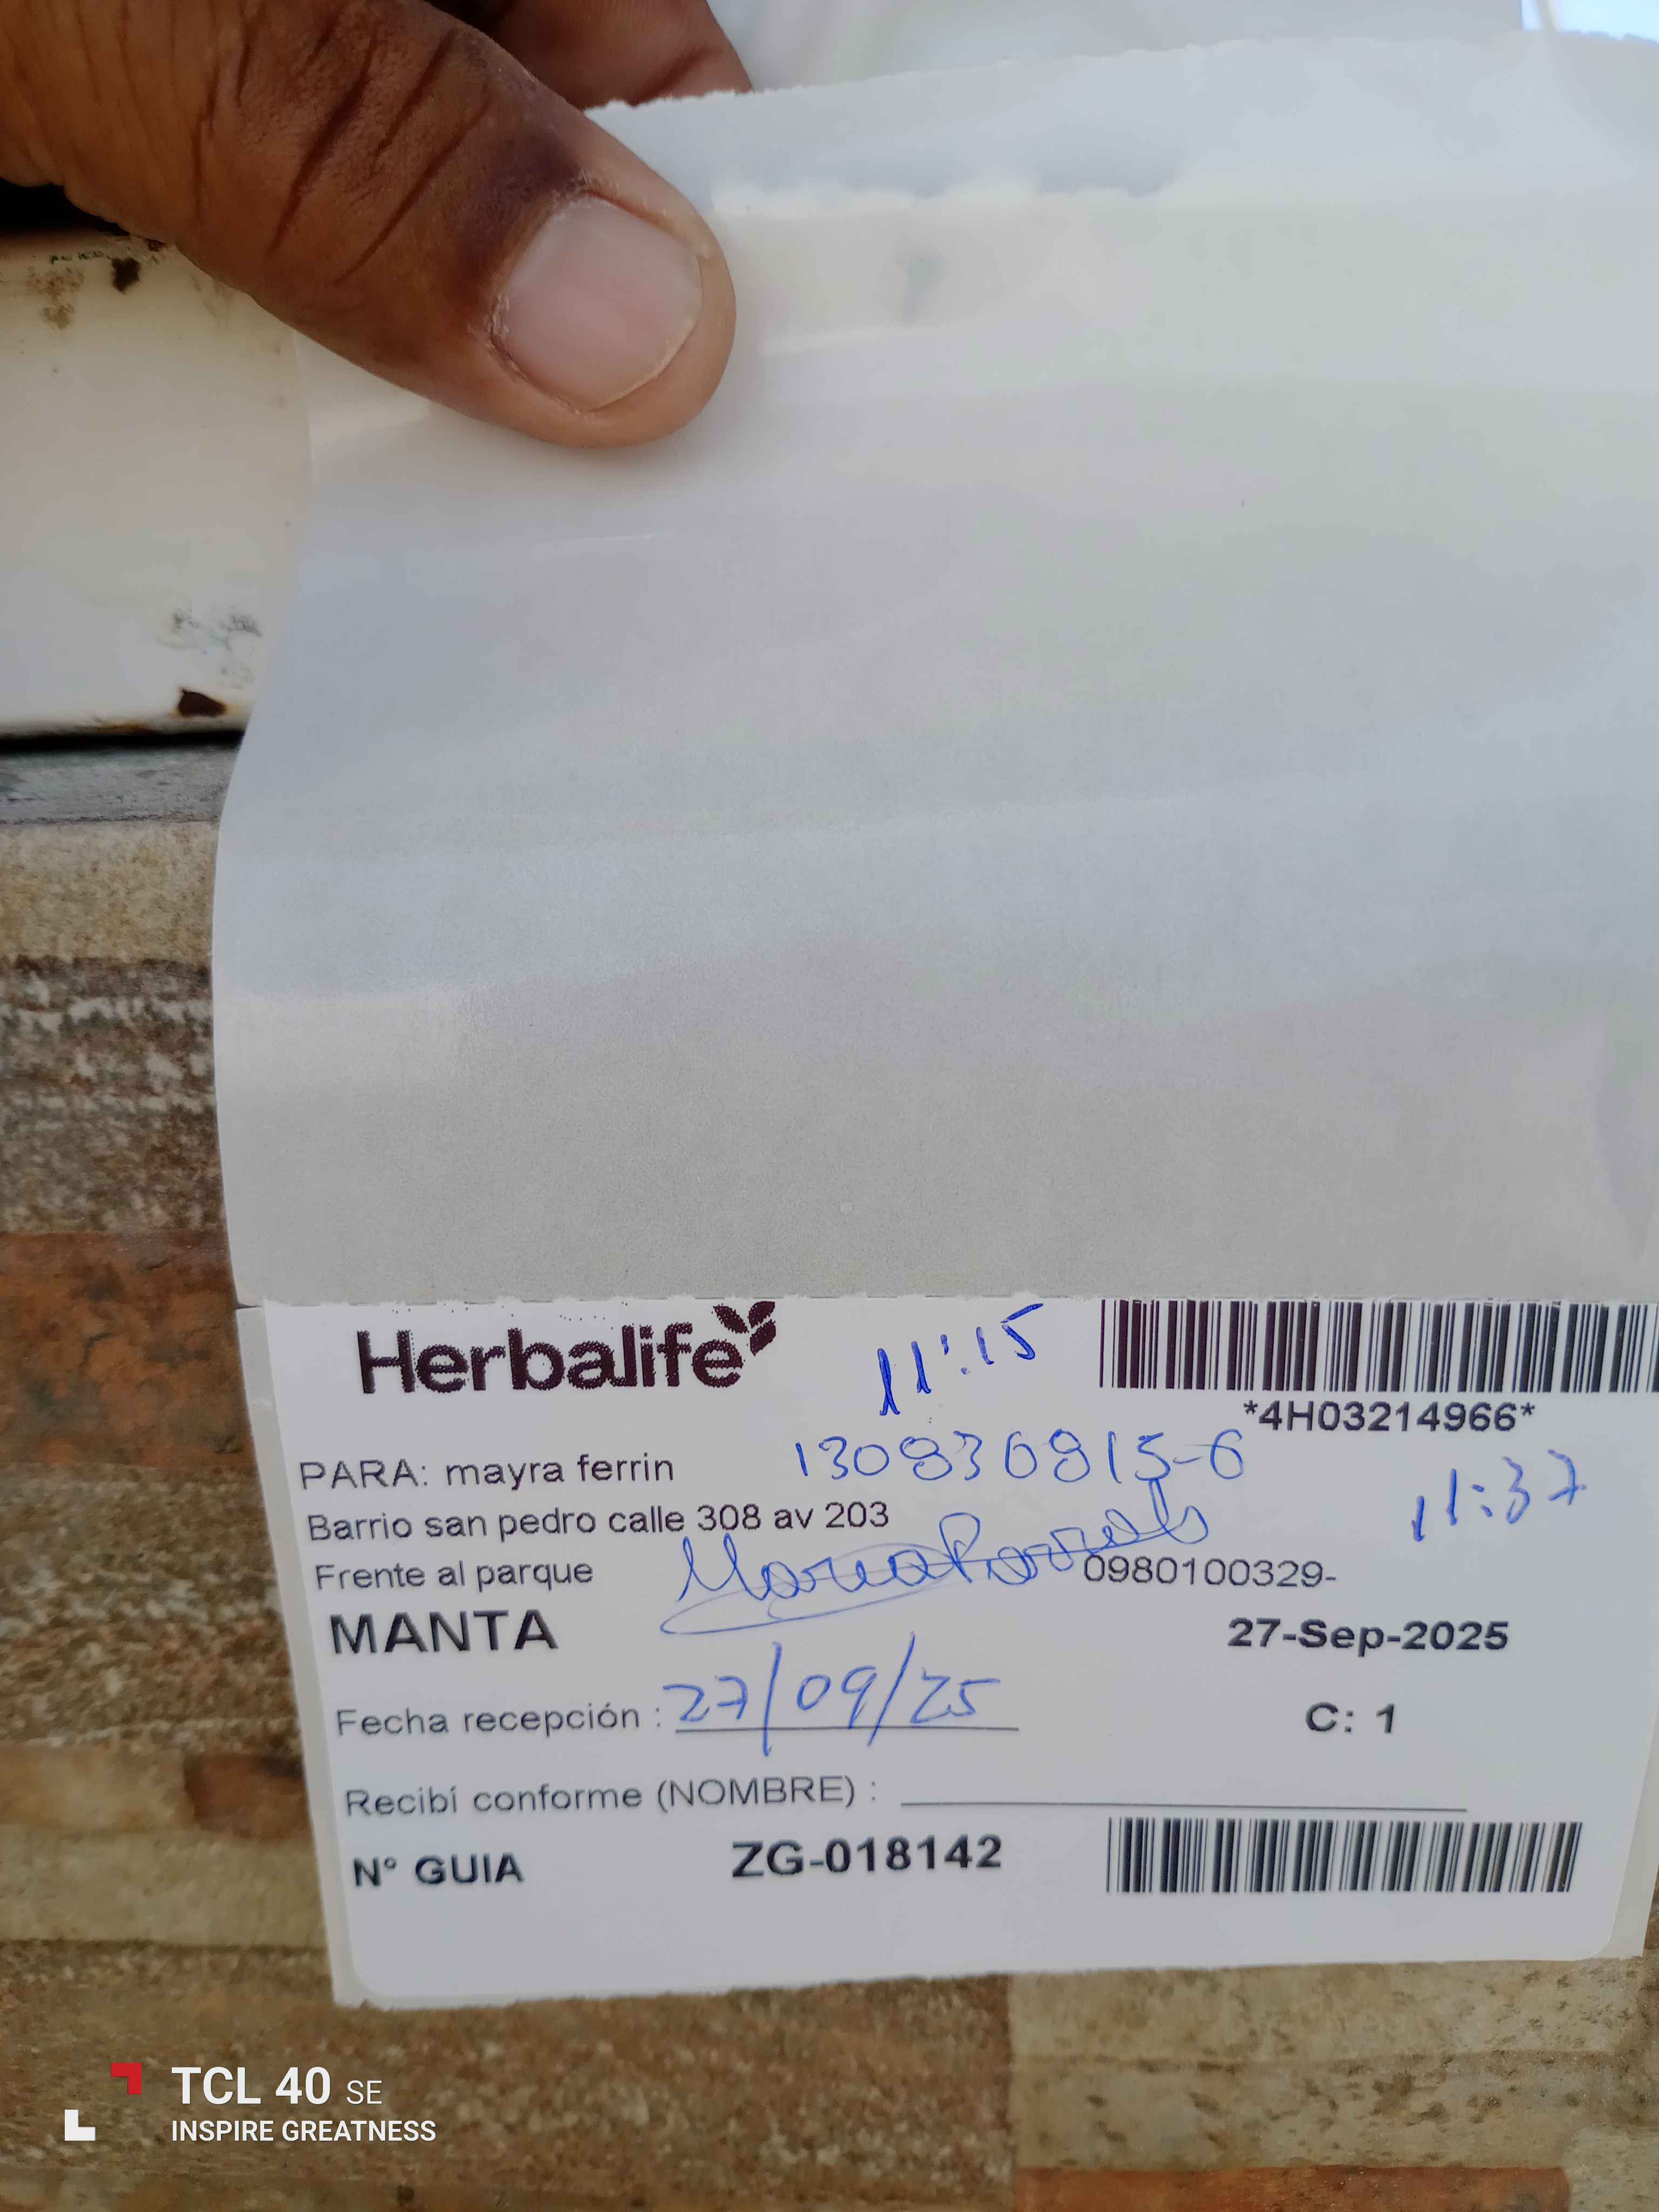 Herbalife
11:15
*4H03214966*
PARA: mayra ferrin
130830815-6
11:37
Barrio san pedro calle 308 av 203
Frente al parque
0980100329-
MANTA
27-Sep-2025
Fecha recepción : 27/09/25
C: 1
Recibí conforme (NOMBRE) :
N° GUIA ZG-018142
TCL 40 SE
INSPIRE GREATNESS